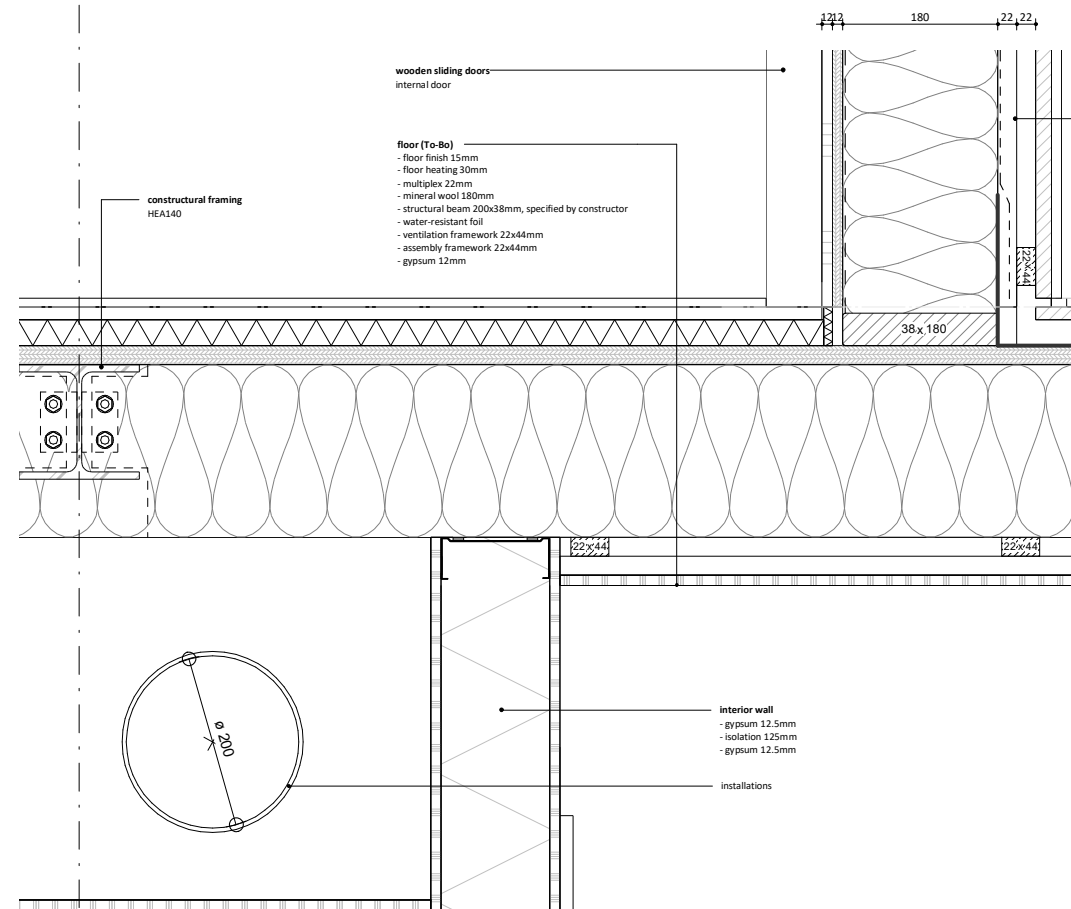 12 12 180 22 22
wooden sliding doors
internal door
floor (To-Bo)
- floor finish 15mm
- floor heating 30mm
- multiplex 22mm
- mineral wool 180mm
- structural beam 200x38mm, specified by constructor
- water-resistant foil
- ventilation framework 22x44mm
- assembly framework 22x44mm
- gypsum 12mm
constructural framing
HEA140
22x44
38 x 180
22x44
22x44
ø 200
interior wall
- gypsum 12.5mm
- isolation 125mm
- gypsum 12.5mm
installations